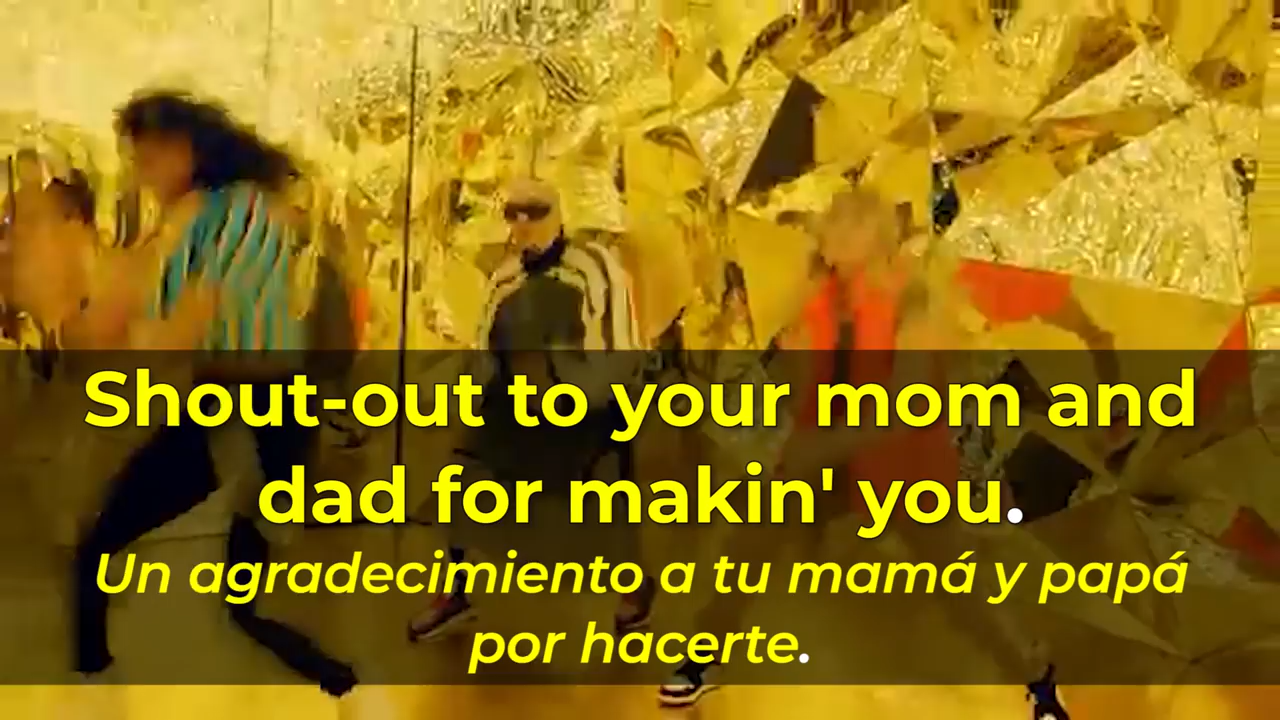 Shout-out to your mom and
dad for makin' you.
Un agradecimiento a tu mamá y papá
por hacerte.